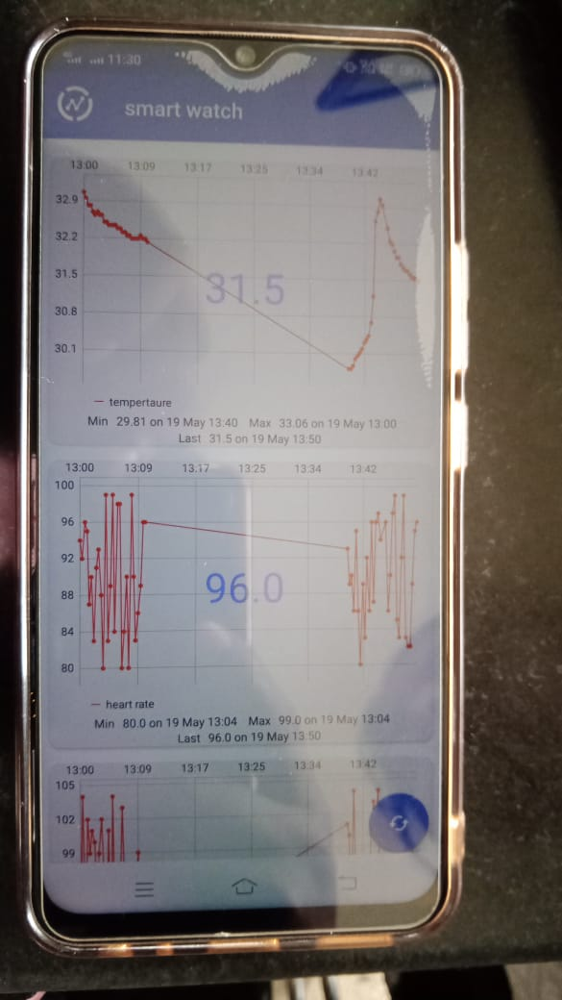 11:30
smart watch
13:00 13:09 13:17 13:25 13:34 13:42
32.9
32.2
31.5
30.8
30.1
31.5
tempertaure
Min 29.81 on 19 May 13:40 Max 33.06 on 19 May 13:00
Last 31.5 on 19 May 13:50
13:00 13:09 13:17 13:25 13:34 13:42
100
96
92
88
84
80
96.0
heart rate
Min 80.0 on 19 May 13:04 Max 99.0 on 19 May 13:04
Last 96.0 on 19 May 13:50
13:00 13:09 13:17 13:25 13:34 13:42
105
102
99